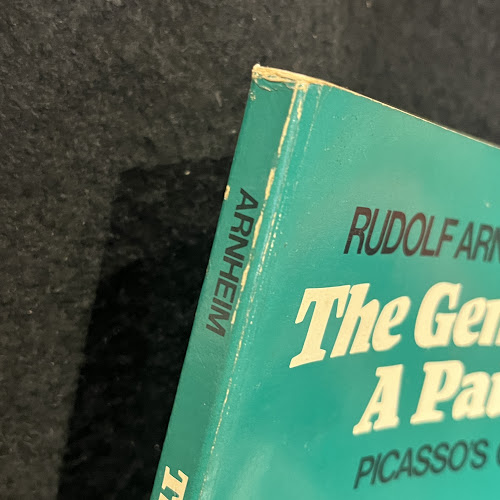 ARNHEIM
RUDOLF ARN
The Gen
A Pa
PICASSO'S